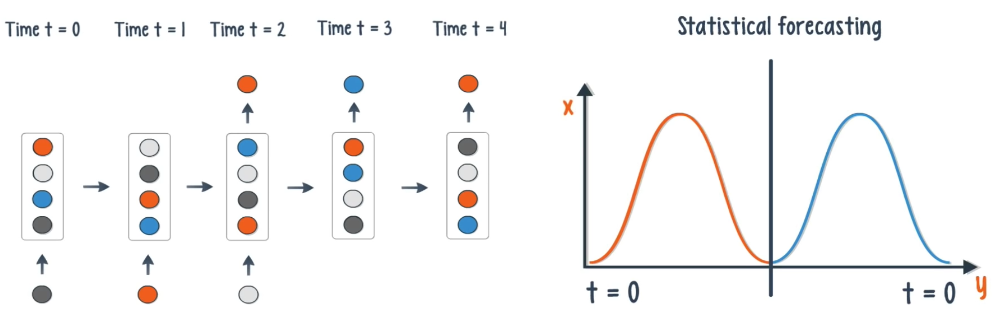 Time t = 0
Time t = 1
Time t = 2
Time t = 3
Time t = 4
Statistical forecasting
x
t = 0
t = 0
y